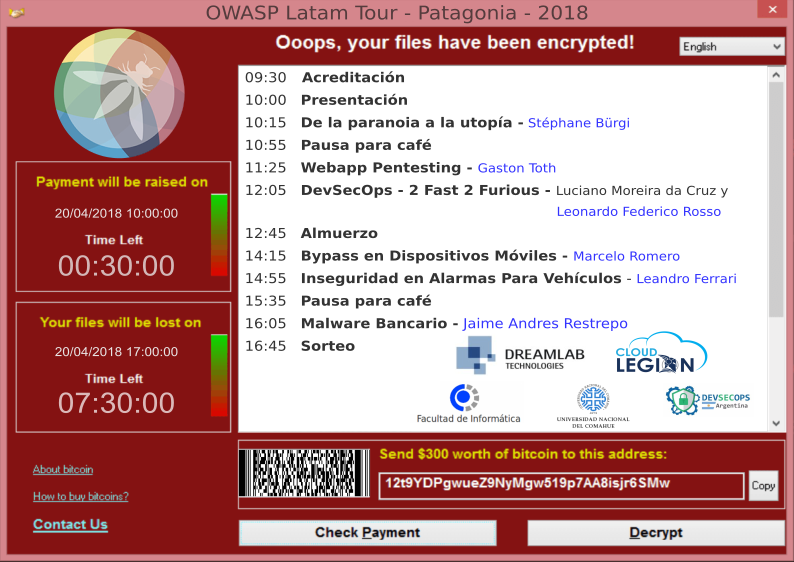 OWASP Latam Tour - Patagonia - 2018
Ooops, your files have been encrypted!
English
Payment will be raised on
20/04/2018 10:00:00
Time Left
00:30:00
Your files will be lost on
20/04/2018 17:00:00
Time Left
07:30:00
About bitcoin
How to buy bitcoins?
Contact Us
09:30 Acreditación
10:00 Presentación
10:15 De la paranoia a la utopía - Stéphane Bürgi
10:55 Pausa para café
11:25 Webapp Pentesting - Gaston Toth
12:05 DevSecOps - 2 Fast 2 Furious - Luciano Moreira da Cruz y
Leonardo Federico Rosso
12:45 Almuerzo
14:15 Bypass en Dispositivos Móviles - Marcelo Romero
14:55 Inseguridad en Alarmas Para Vehículos - Leandro Ferrari
15:35 Pausa para café
16:05 Malware Bancario - Jaime Andres Restrepo
16:45 Sorteo
DREAMLAB
TECHNOLOGIES
CLOUD
LEGION
Facultad de Informática
UNIVERSIDAD NACIONAL
DEL COMAHUE
DEVSECOPS
Argentina
Send $300 worth of bitcoin to this address:
12t9YDPgwueZ9NyMgw519p7AA8isjr6SMw
Copy
Check Payment
Decrypt